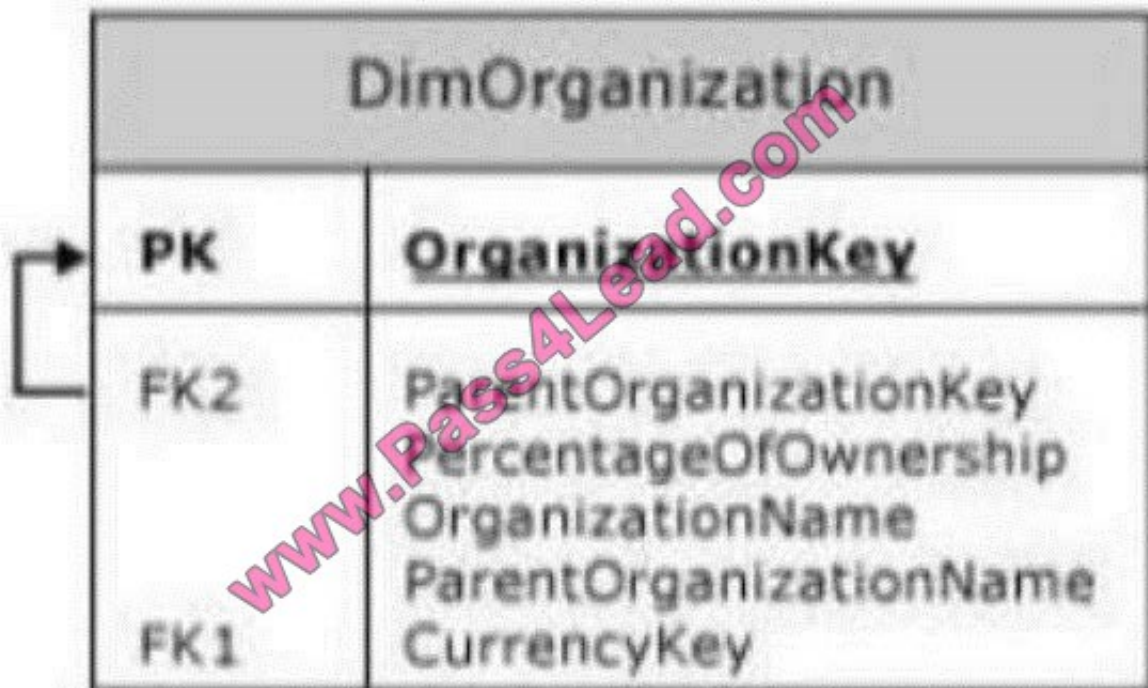 DimOrganization
PK OrganizationKey
FK2 ParentOrganizationKey
PercentageOfOwnership
OrganizationName
ParentOrganizationName
FK1 CurrencyKey
www.Pass4Lead.com